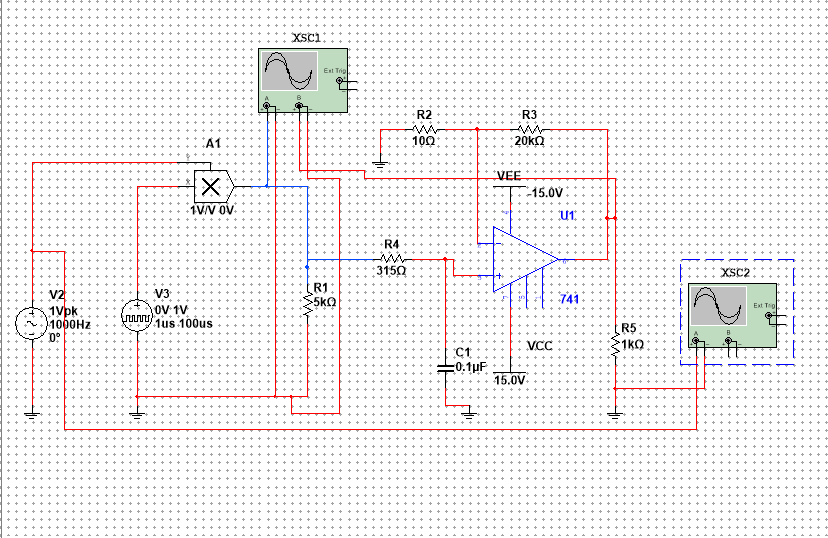 XSC1
Ext Trig
A
B
R2
10Ω
R3
20kΩ
A1
Y
X
1V/V 0V
VEE
-15.0V
U1
741
R4
315Ω
XSC2
Ext Trig
A
B
V2
1Vpk
1000Hz
0°
V3
0V 1V
1us 100us
R1
5kΩ
R5
1kΩ
VCC
15.0V
C1
0.1µF